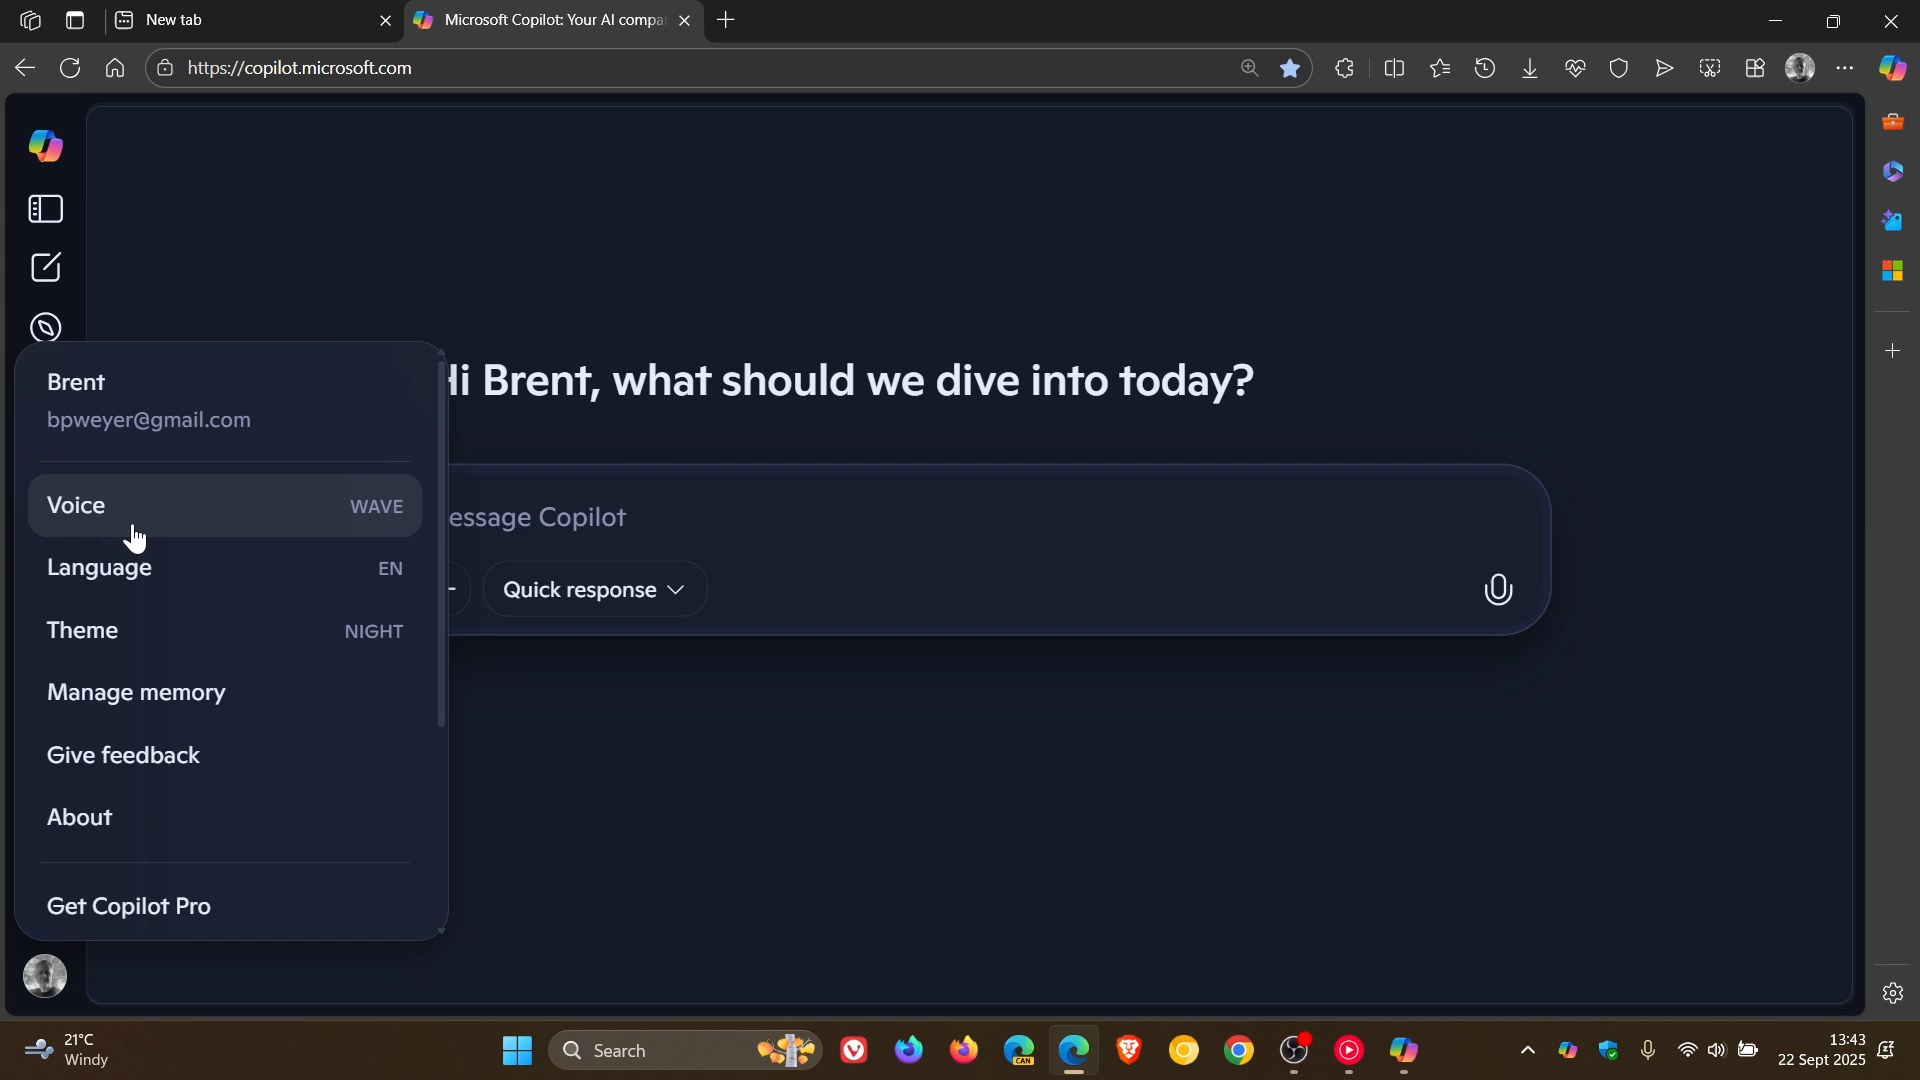 New tab
Microsoft Copilot: Your AI compa
https://copilot.microsoft.com
Hi Brent, what should we dive into today?
Brent
bpweyer@gmail.com
Voice WAVE
essage Copilot
Language EN
Quick response
Theme NIGHT
Manage memory
Give feedback
About
Get Copilot Pro
21°C
Windy
Search
CAN
13:43
22 Sept 2025